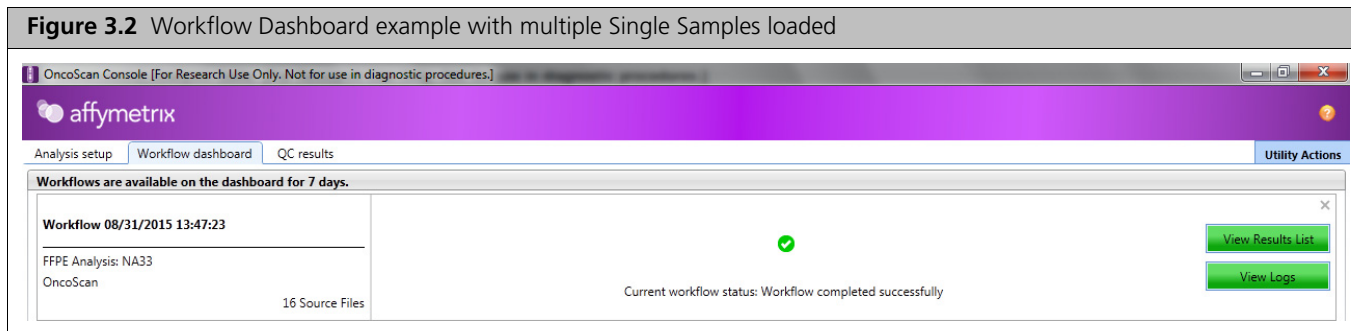 Figure 3.2 Workflow Dashboard example with multiple Single Samples loaded
OncoScan Console [For Research Use Only. Not for use in diagnostic procedures.]
affymetrix
Analysis setup Workflow dashboard QC results Utility Actions
Workflows are available on the dashboard for 7 days.
Workflow 08/31/2015 13:47:23
FFPE Analysis: NA33
OncoScan
16 Source Files
Current workflow status: Workflow completed successfully
View Results List
View Logs